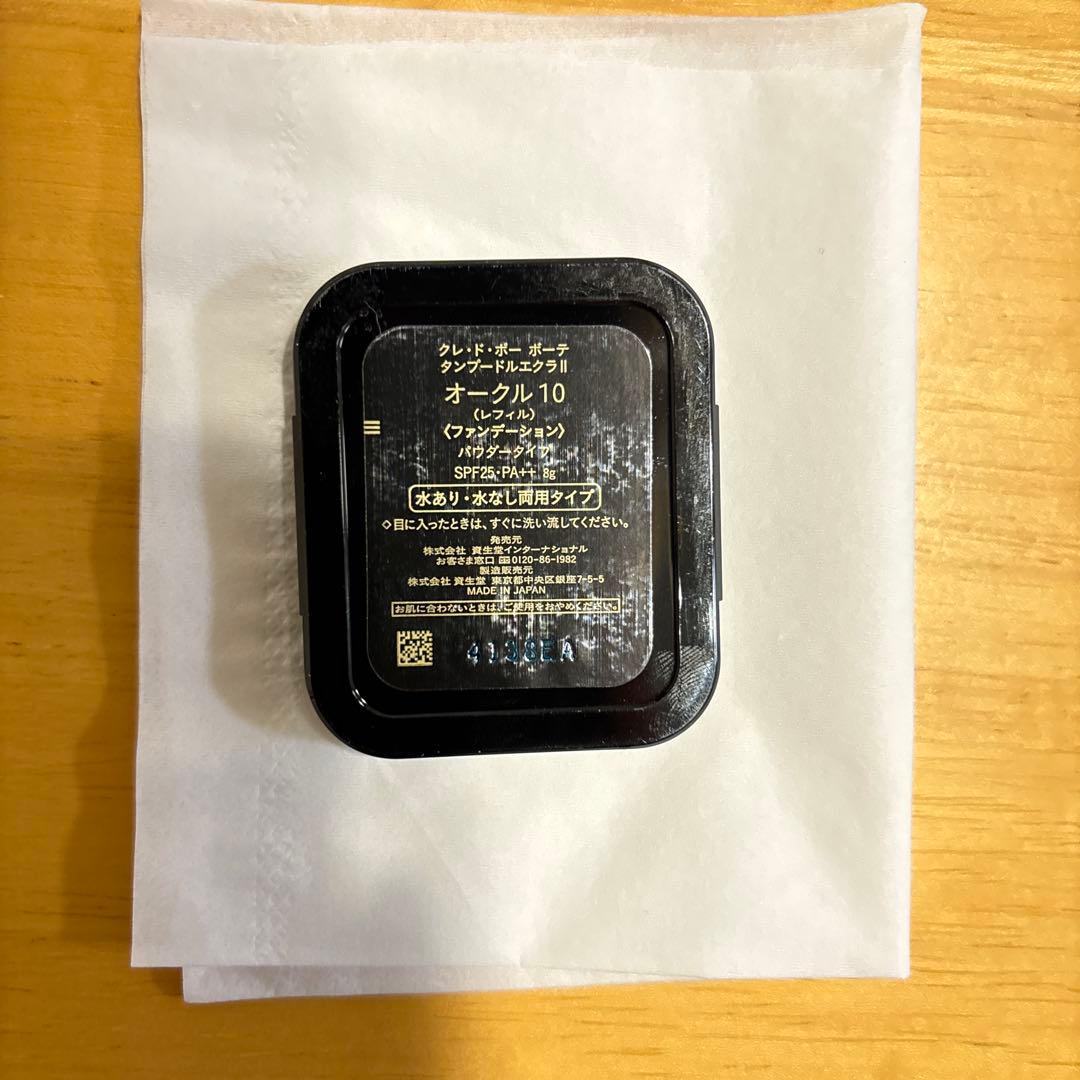 クレ・ド・ポー ボーテ
タンプードルエクラⅡ
オークル10
(レフィル)
〈ファンデーション〉
パウダータイプ
SPF25・PA++ 8g
水あり・水なし両用タイプ
◇目に入ったときは、すぐに洗い流してください。
発売元
株式会社 資生堂インターナショナル
お客さま窓口 0120-86-1982
製造販売元
株式会社 資生堂 東京都中央区銀座7-5-5
MADE IN JAPAN
お肌に合わないときは、ご使用をおやめください。
4138EA